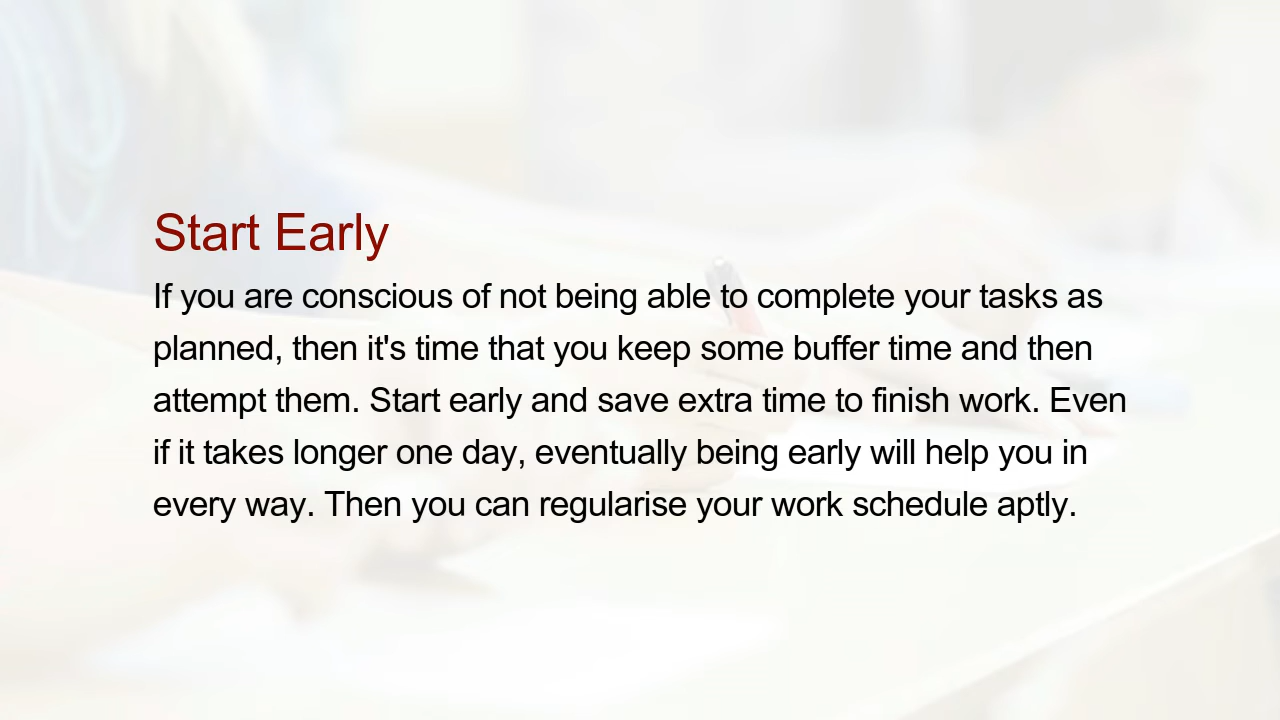 Start Early
If you are conscious of not being able to complete your tasks as
planned, then it's time that you keep some buffer time and then
attempt them. Start early and save extra time to finish work. Even
if it takes longer one day, eventually being early will help you in
every way. Then you can regularise your work schedule aptly.